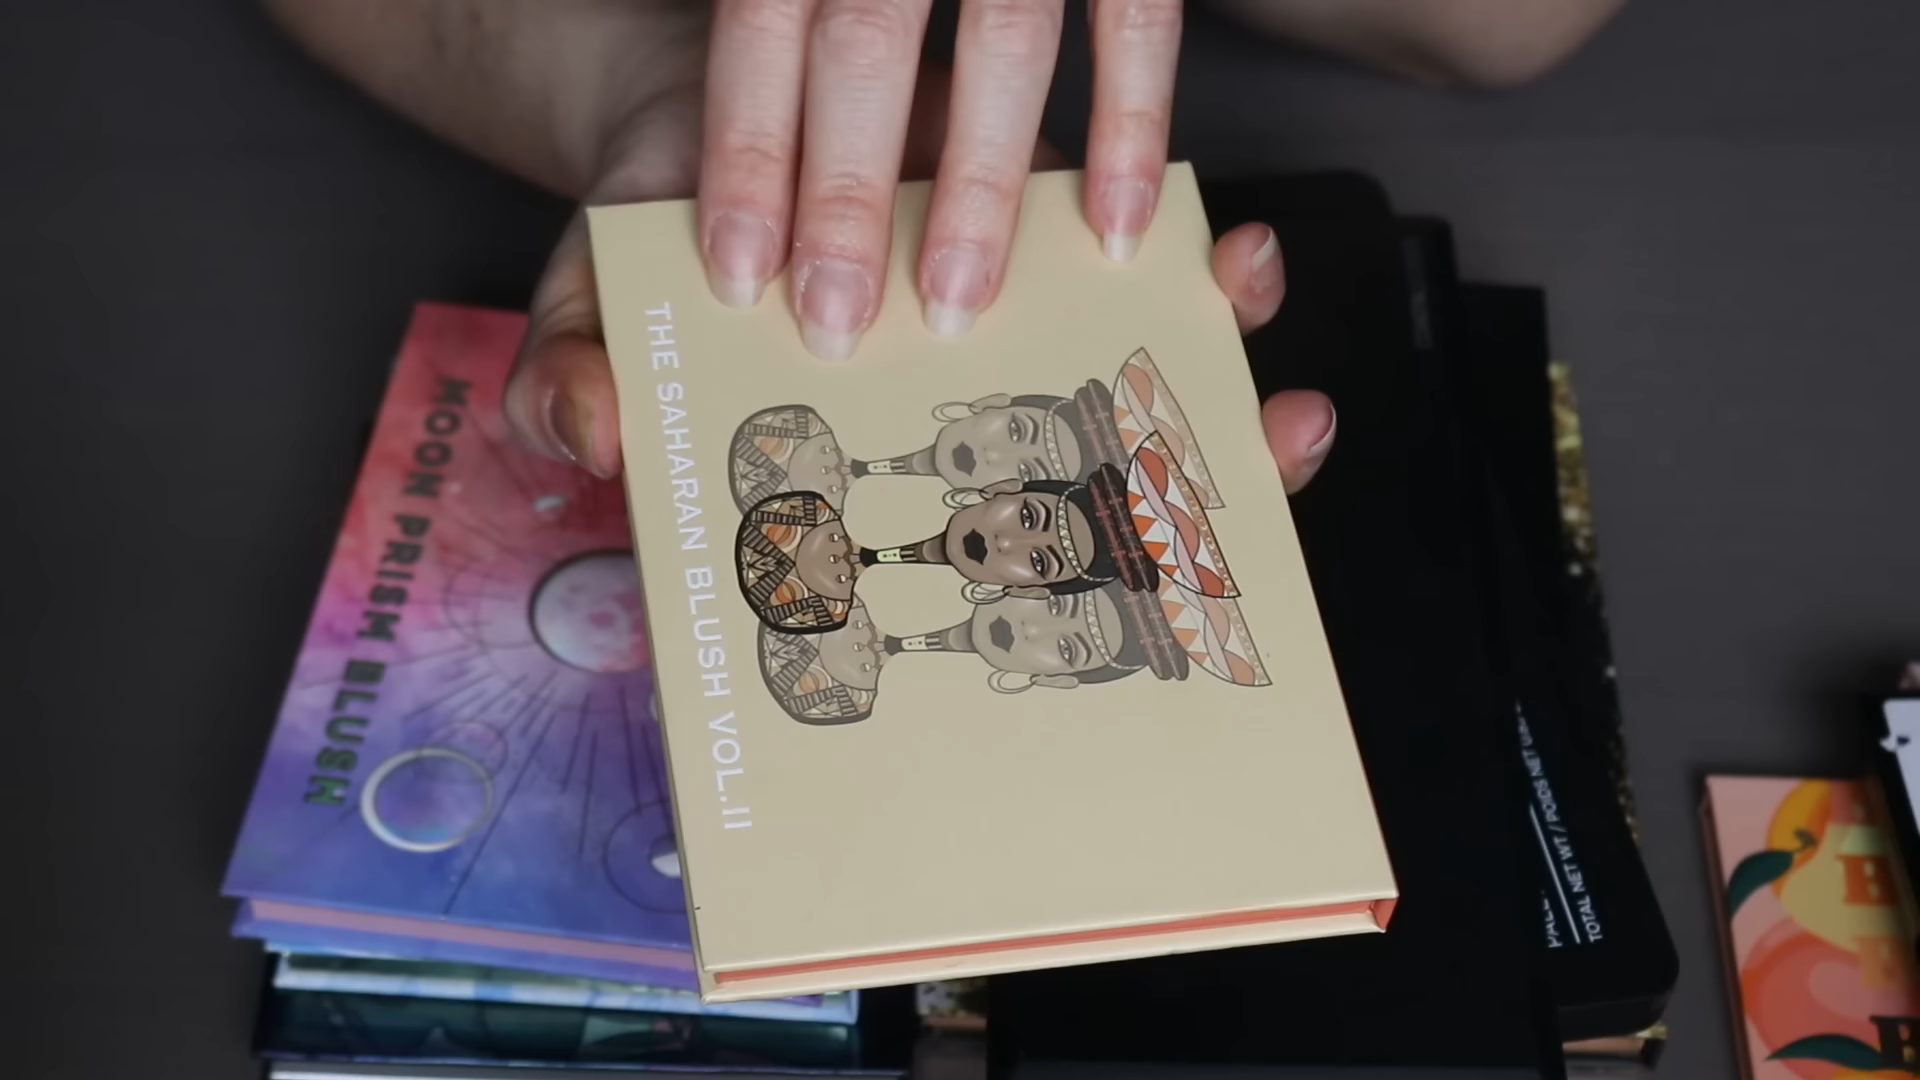 THE SAHARAN BLUSH VOL.II
MOON PRISM BLUSH
TOTAL NET WT / POIDS NET